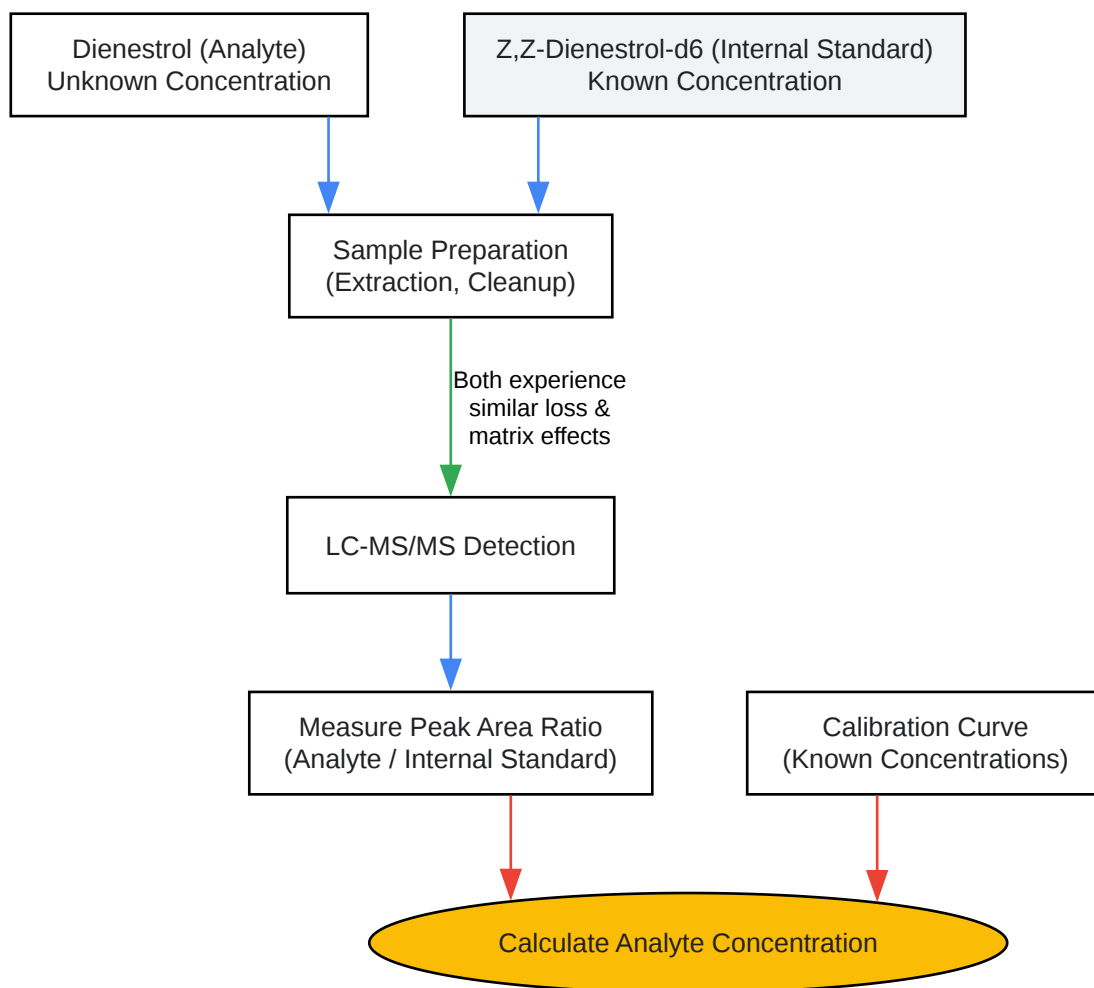 Dienestrol (Analyte)
Unknown Concentration
Z,Z-Dienestrol-d6 (Internal Standard)
Known Concentration
Sample Preparation
(Extraction, Cleanup)
Both experience
similar loss &
matrix effects
LC-MS/MS Detection
Measure Peak Area Ratio
(Analyte / Internal Standard)
Calibration Curve
(Known Concentrations)
Calculate Analyte Concentration